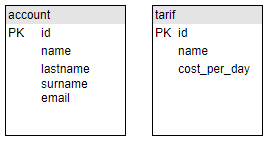 account
PK id
name
lastname
surname
email
tarif
PK id
name
cost_per_day